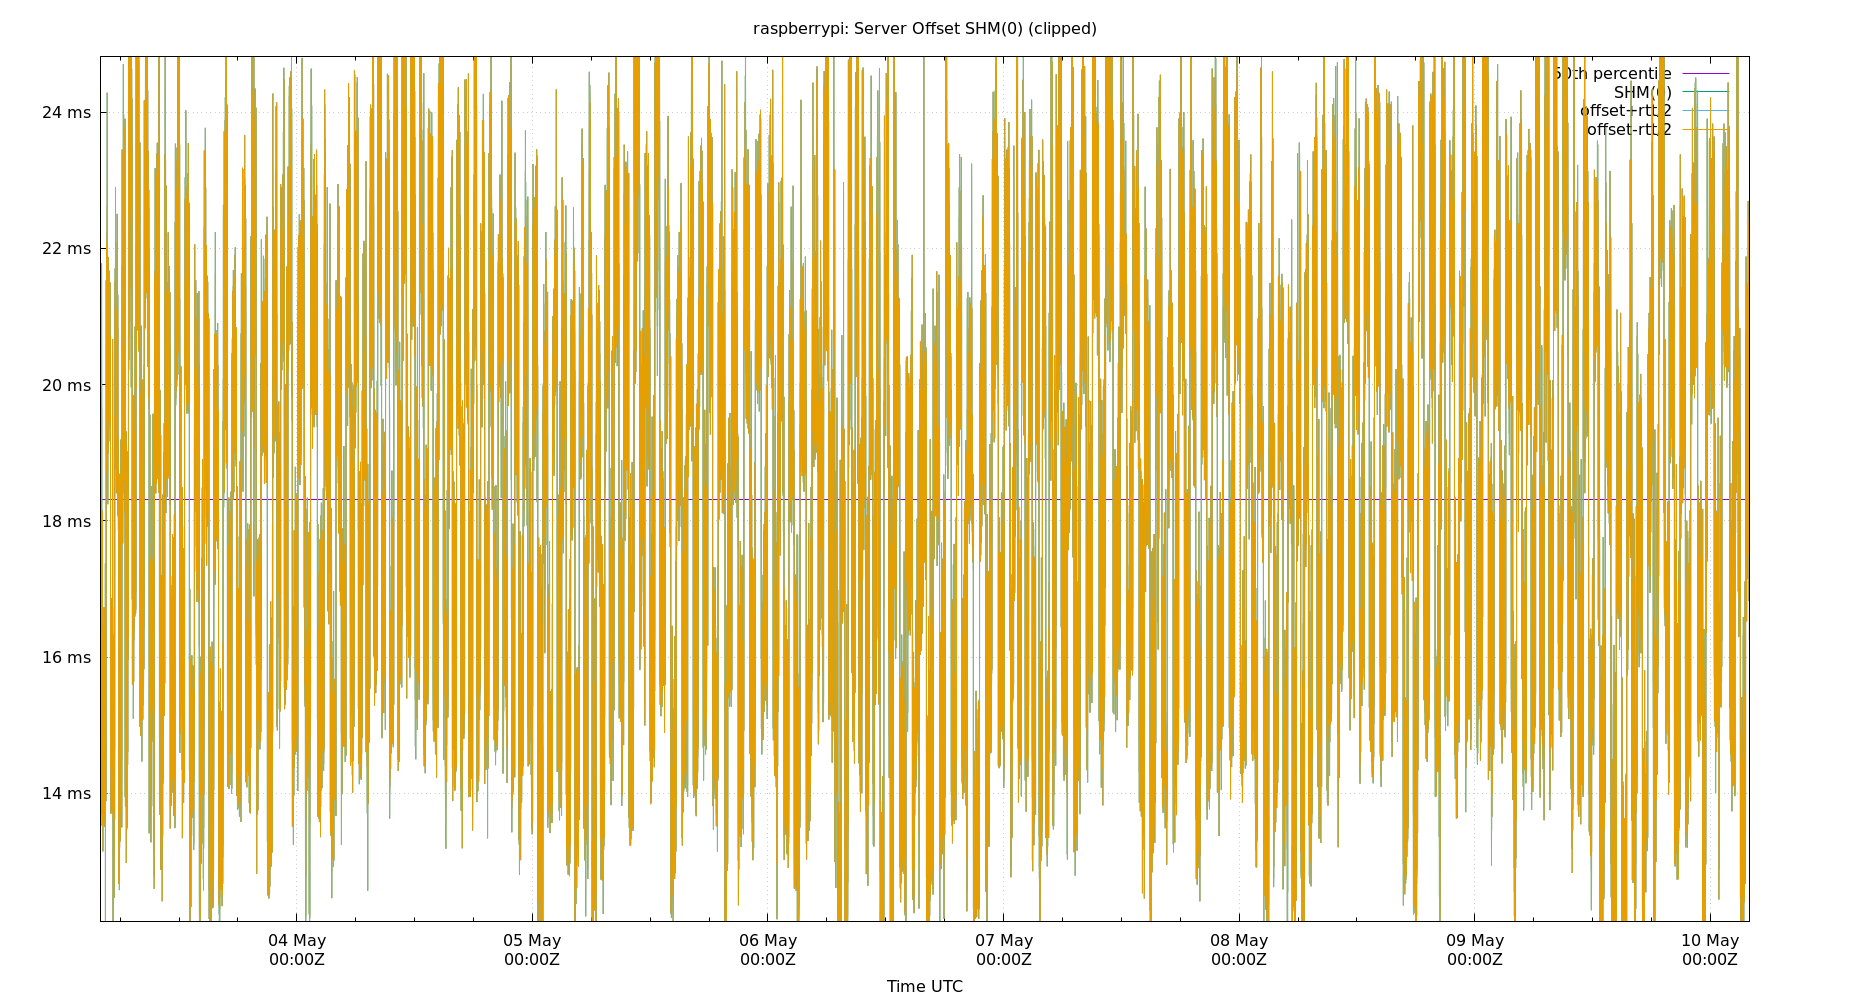 raspberrypi: Server Offset SHM(0) (clipped)
50th percentile
SHM(0)
offset+rtt/2
offset-rtt/2
24 ms
22 ms
20 ms
18 ms
16 ms
14 ms
04 May
00:00Z
05 May
00:00Z
06 May
00:00Z
07 May
00:00Z
08 May
00:00Z
09 May
00:00Z
10 May
00:00Z
Time UTC